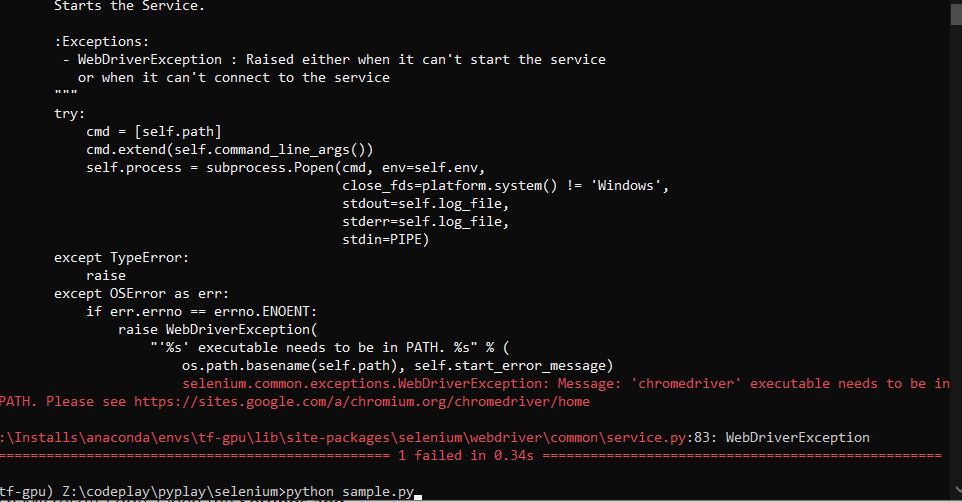 Starts the Service.
:Exceptions:
- WebDriverException : Raised either when it can't start the service
or when it can't connect to the service
"""
try:
cmd = [self.path]
cmd.extend(self.command_line_args())
self.process = subprocess.Popen(cmd, env=self.env,
close_fds=platform.system() != 'Windows',
stdout=self.log_file,
stderr=self.log_file,
stdin=PIPE)
except TypeError:
raise
except OSError as err:
if err.errno == errno.ENOENT:
raise WebDriverException(
"'%s' executable needs to be in PATH. %s" % (
os.path.basename(self.path), self.start_error_message)
selenium.common.exceptions.WebDriverException: Message: 'chromedriver' executable needs to be in
PATH. Please see https://sites.google.com/a/chromium.org/chromedriver/home
:\Installs\anaconda\envs\tf-gpu\lib\site-packages\selenium\webdriver\common\service.py:83: WebDriverException
================================================= 1 failed in 0.34s ==================================================
tf-gpu) Z:\codeplay\pyplay\selenium>python sample.py